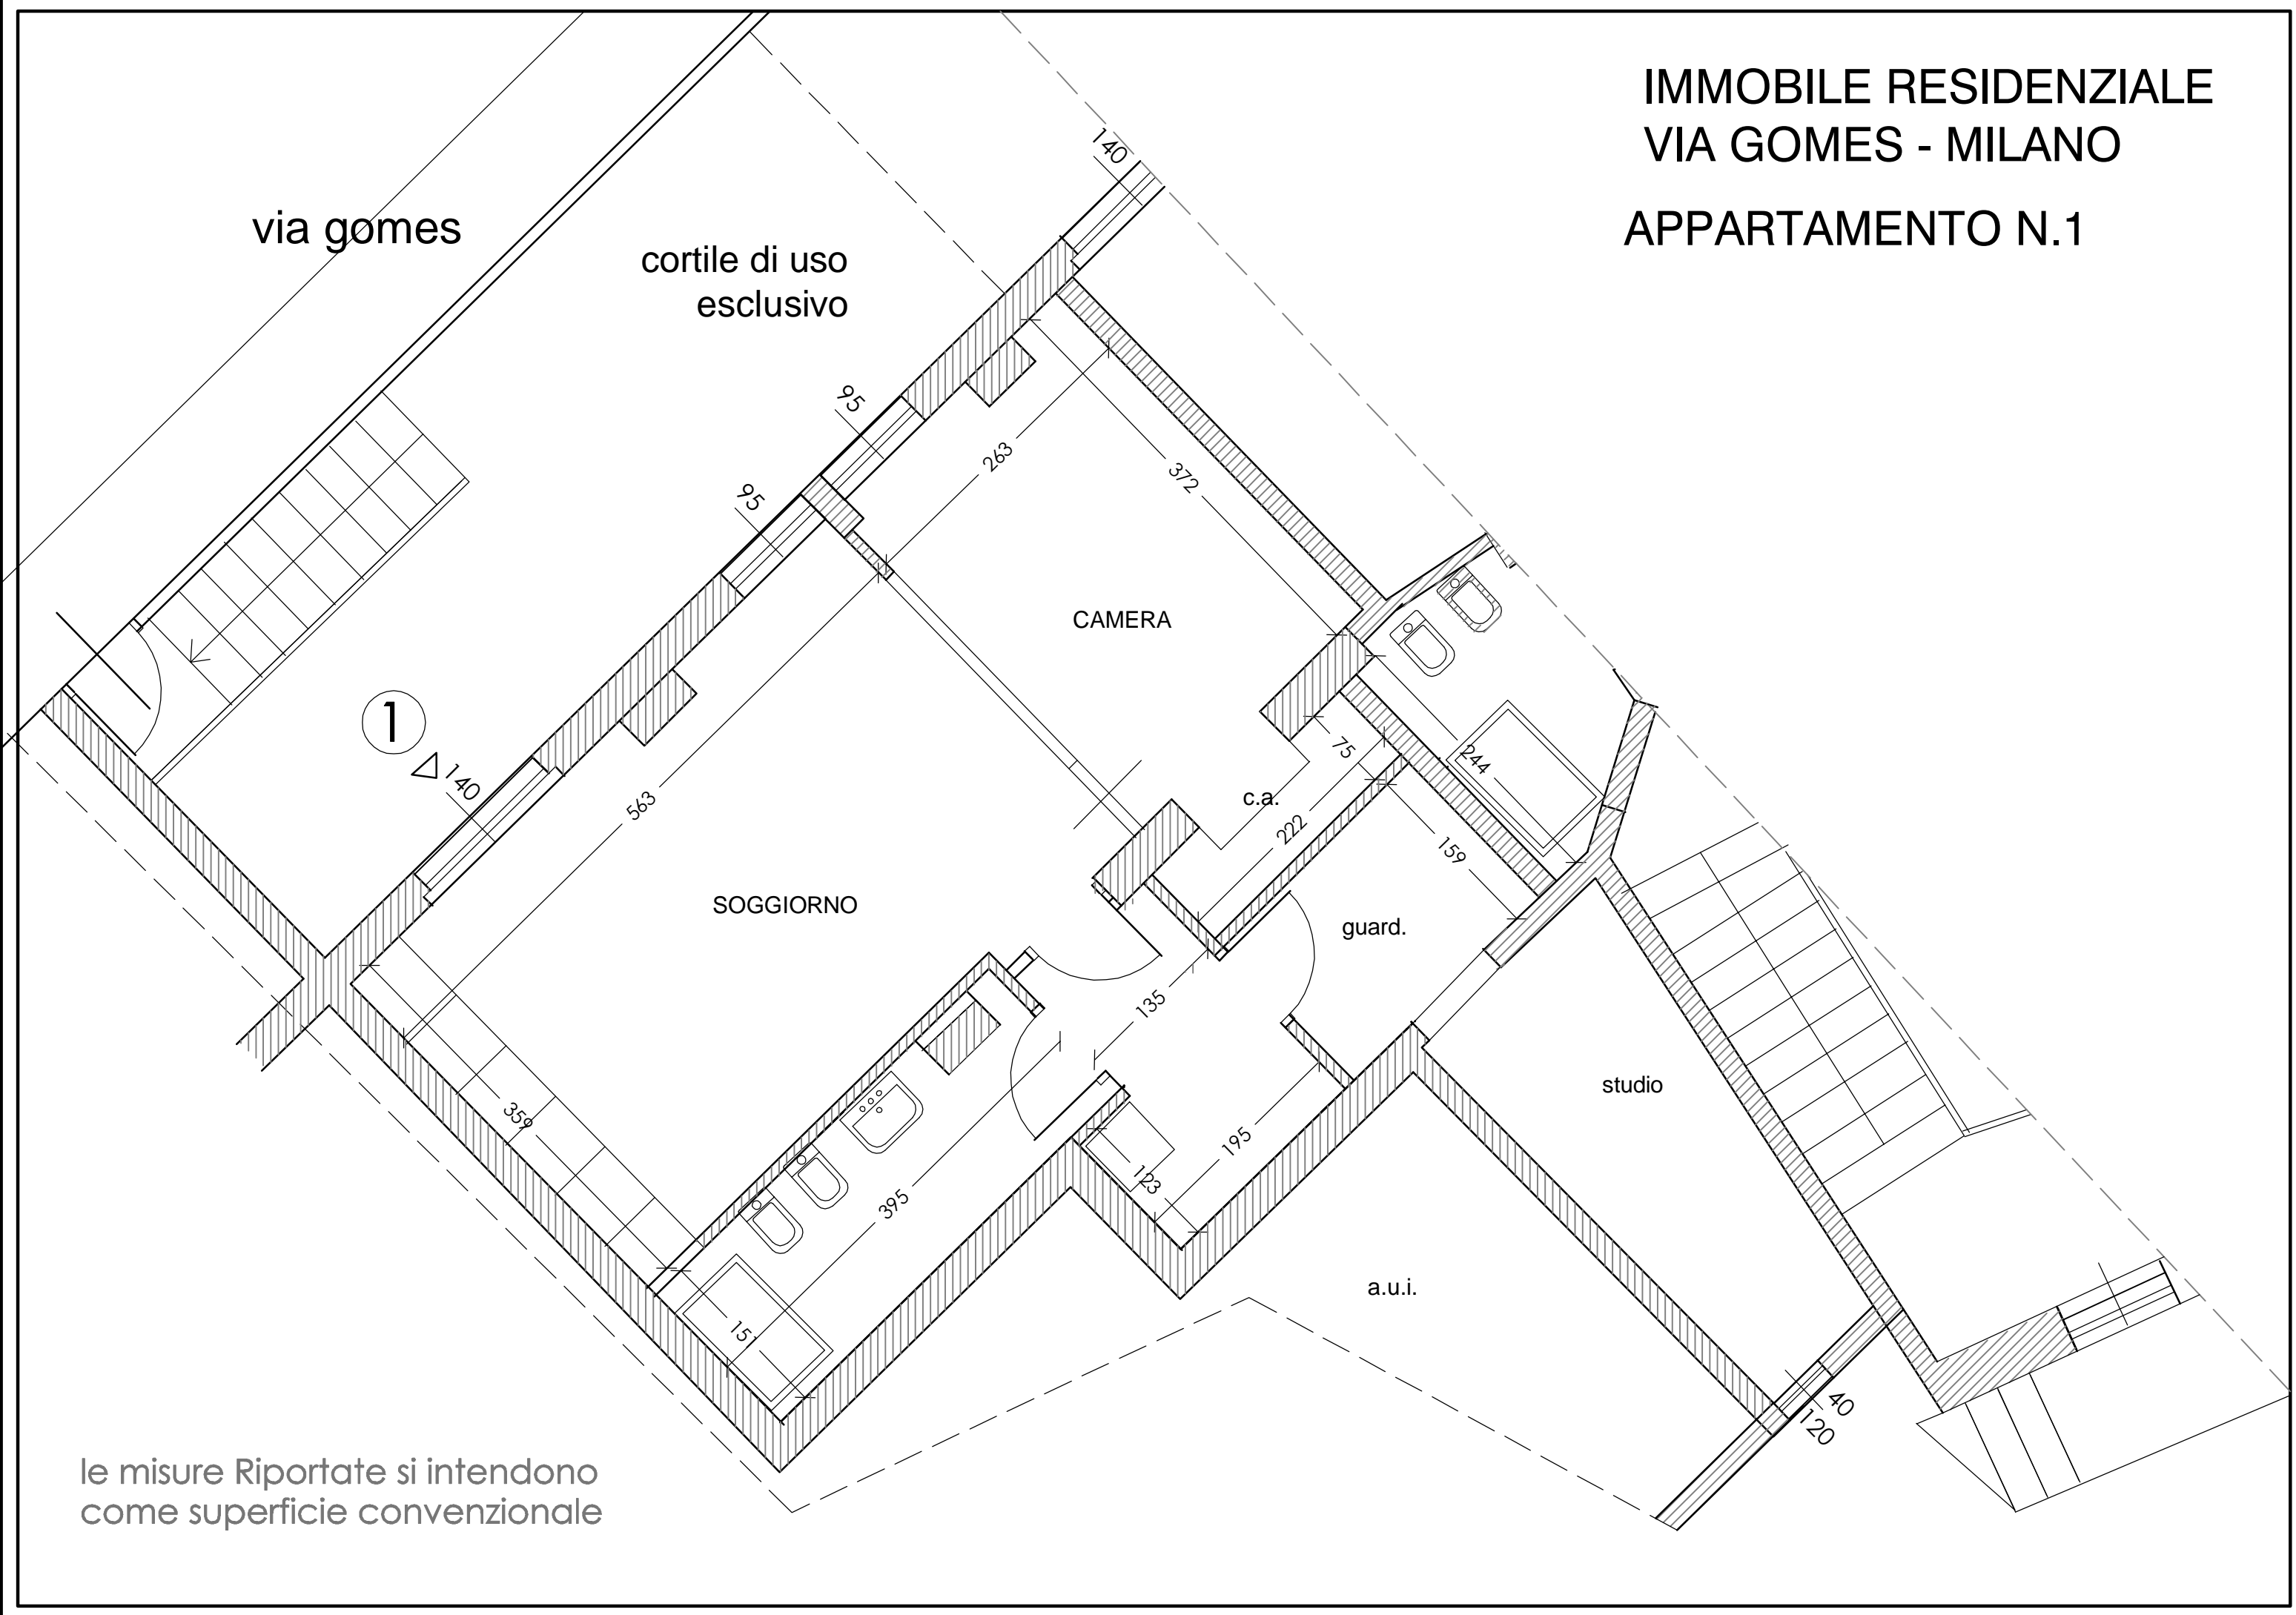 IMMOBILE RESIDENZIALE
VIA GOMES - MILANO
APPARTAMENTO N.1
via gomes
cortile di uso
esclusivo
140
95
95
263
372
CAMERA
1
140
563
75
244
c.a.
222
159
SOGGIORNO
guard.
135
studio
359
195
123
395
a.u.i.
151
40
120
le misure Riportate si intendono
come superficie convenzionale